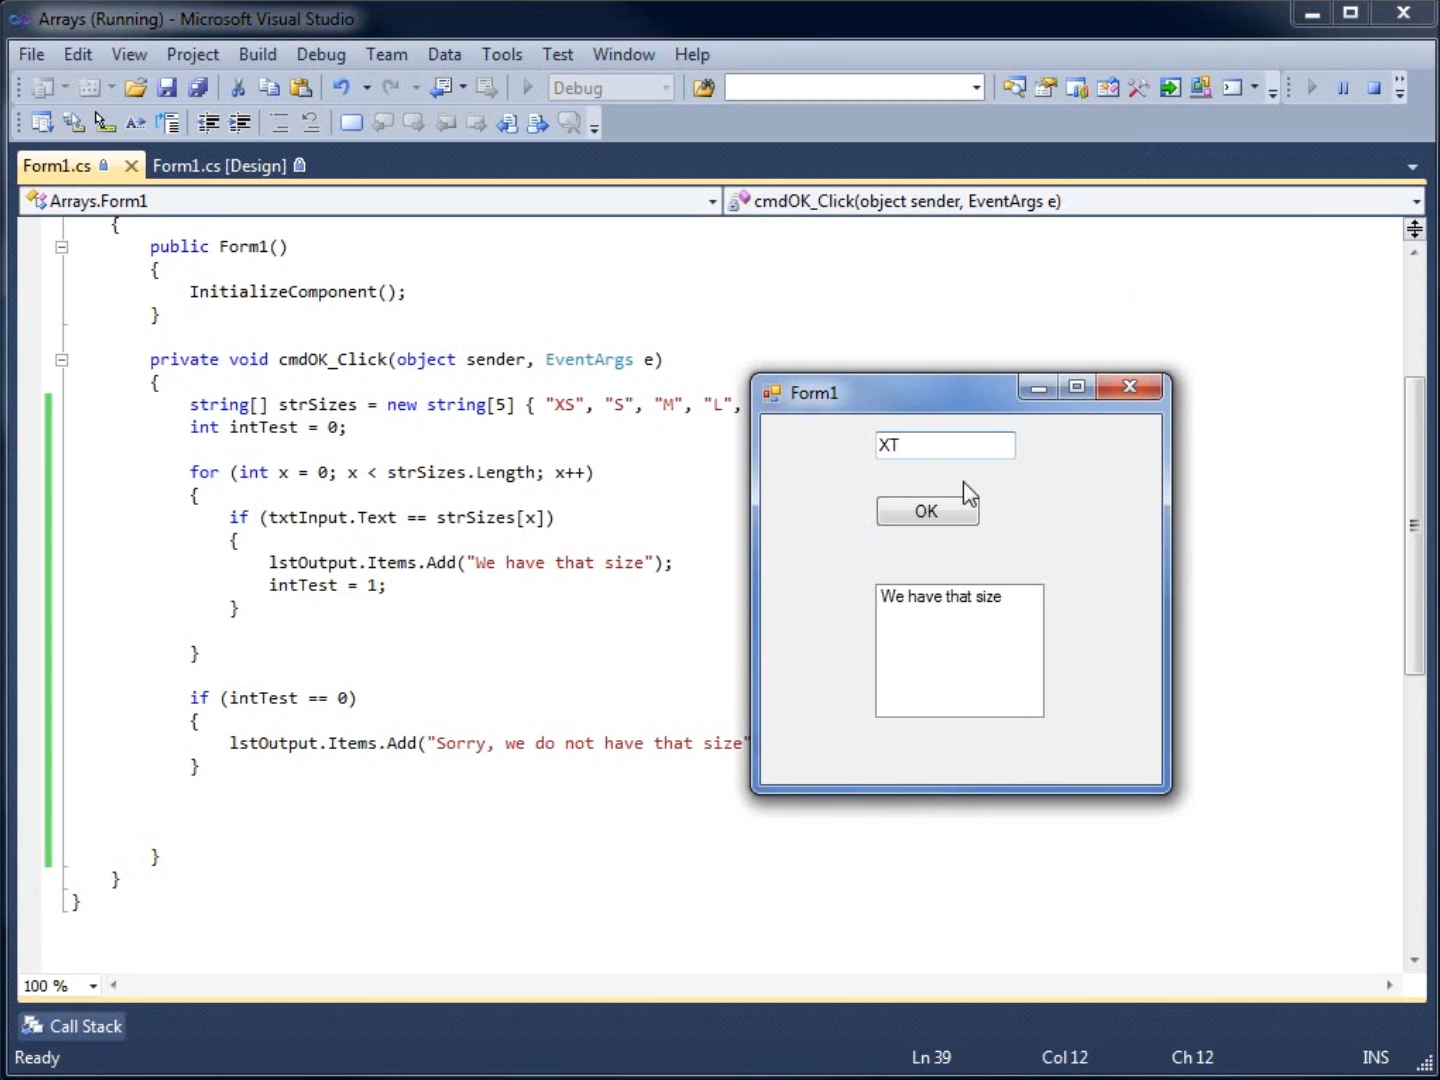 Arrays (Running) - Microsoft Visual Studio
File Edit View Project Build Debug Team Data Tools Test Window Help
Debug
Form1.cs Form1.cs [Design]
Arrays.Form1 cmdOK_Click(object sender, EventArgs e)
{
public Form1()
{
InitializeComponent();
}
private void cmdOK_Click(object sender, EventArgs e)
{
string[] strSizes = new string[5] { "XS", "S", "M", "L",
int intTest = 0;
for (int x = 0; x < strSizes.Length; x++)
{
if (txtInput.Text == strSizes[x])
{
lstOutput.Items.Add("We have that size");
intTest = 1;
}
}
if (intTest == 0)
{
lstOutput.Items.Add("Sorry, we do not have that size"
}
}
}
}
Form1
XT
OK
We have that size
100 %
Call Stack
Ready Ln 39 Col 12 Ch 12 INS